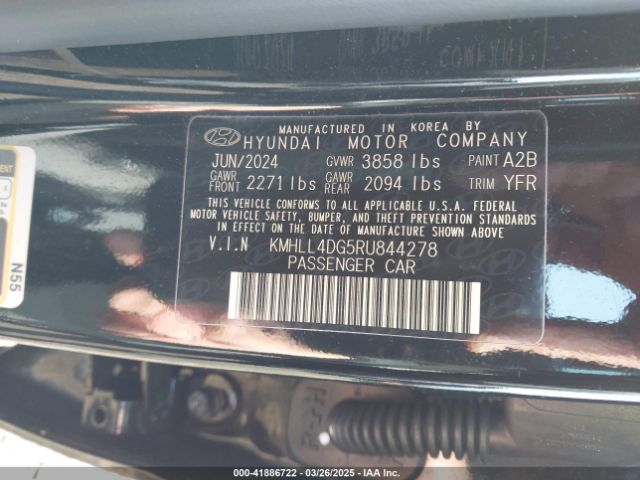 MANUFACTURED IN KOREA BY
HYUNDAI MOTOR COMPANY
JUN/2024 GVWR 3858 lbs PAINT A2B
GAWR FRONT 2271 lbs GAWR REAR 2094 lbs TRIM YFR
THIS VEHICLE CONFORMS TO ALL APPLICABLE U.S.A. FEDERAL
MOTOR VEHICLE SAFETY, BUMPER, AND THEFT PREVENTION STANDARDS
IN EFFECT ON THE DATE OF MANUFACTURE SHOWN ABOVE
V.I.N KMHLL4DG5RU844278
PASSENGER CAR
N55
000-41886722 — 03/26/2025 — IAA Inc.